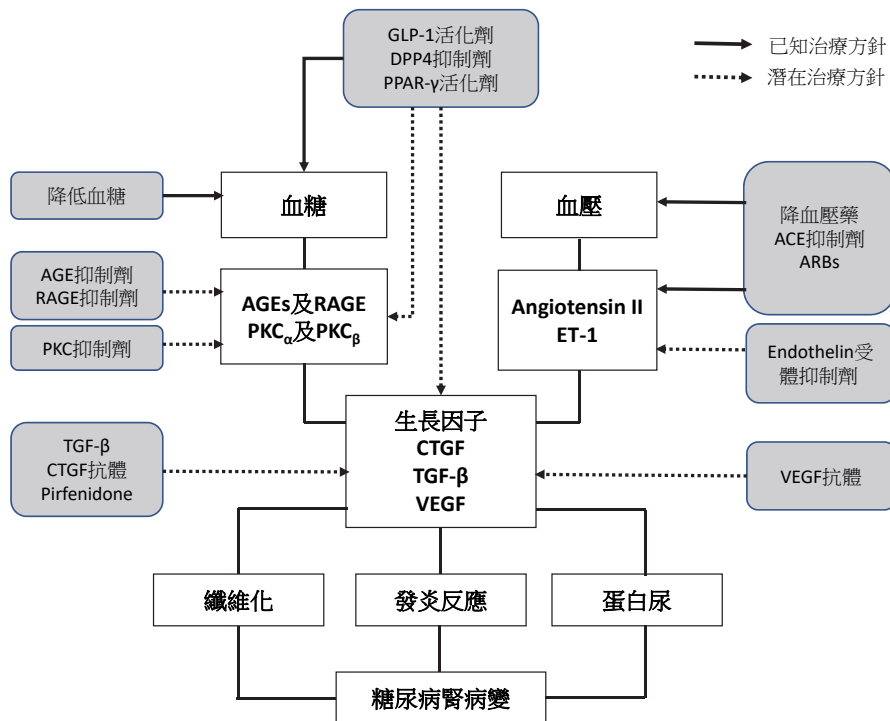 GLP-1活化劑
DPP4抑制劑
PPAR-γ活化劑
已知治療方針
潛在治療方針
降低血糖
血糖
血壓
降血壓藥
ACE抑制劑
ARBs
AGE抑制劑
RAGE抑制劑
PKC抑制劑
AGEs及RAGE
PKCα及PKCβ
Angiotensin II
ET-1
Endothelin受
體抑制劑
TGF-β
CTGF抗體
Pirfenidone
生長因子
CTGF
TGF-β
VEGF
VEGF抗體
纖維化
發炎反應
蛋白尿
糖尿病腎病變